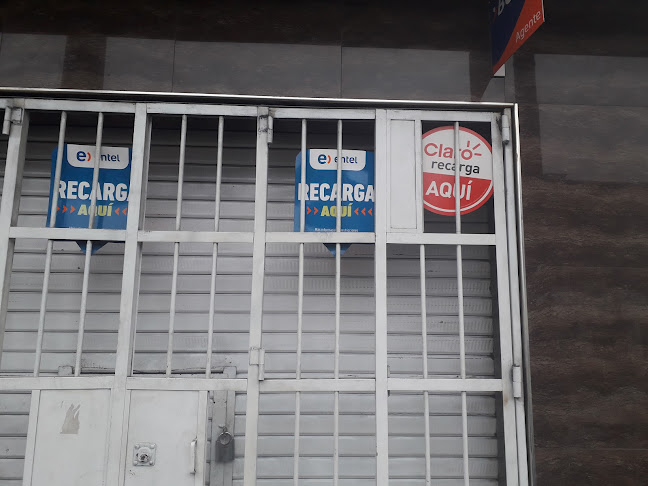 Agente
entel
RECARGA
>>> AQUÍ <<<
entel
RECARGA
>>> AQUÍ <<<
Claro
recarga
AQUÍ